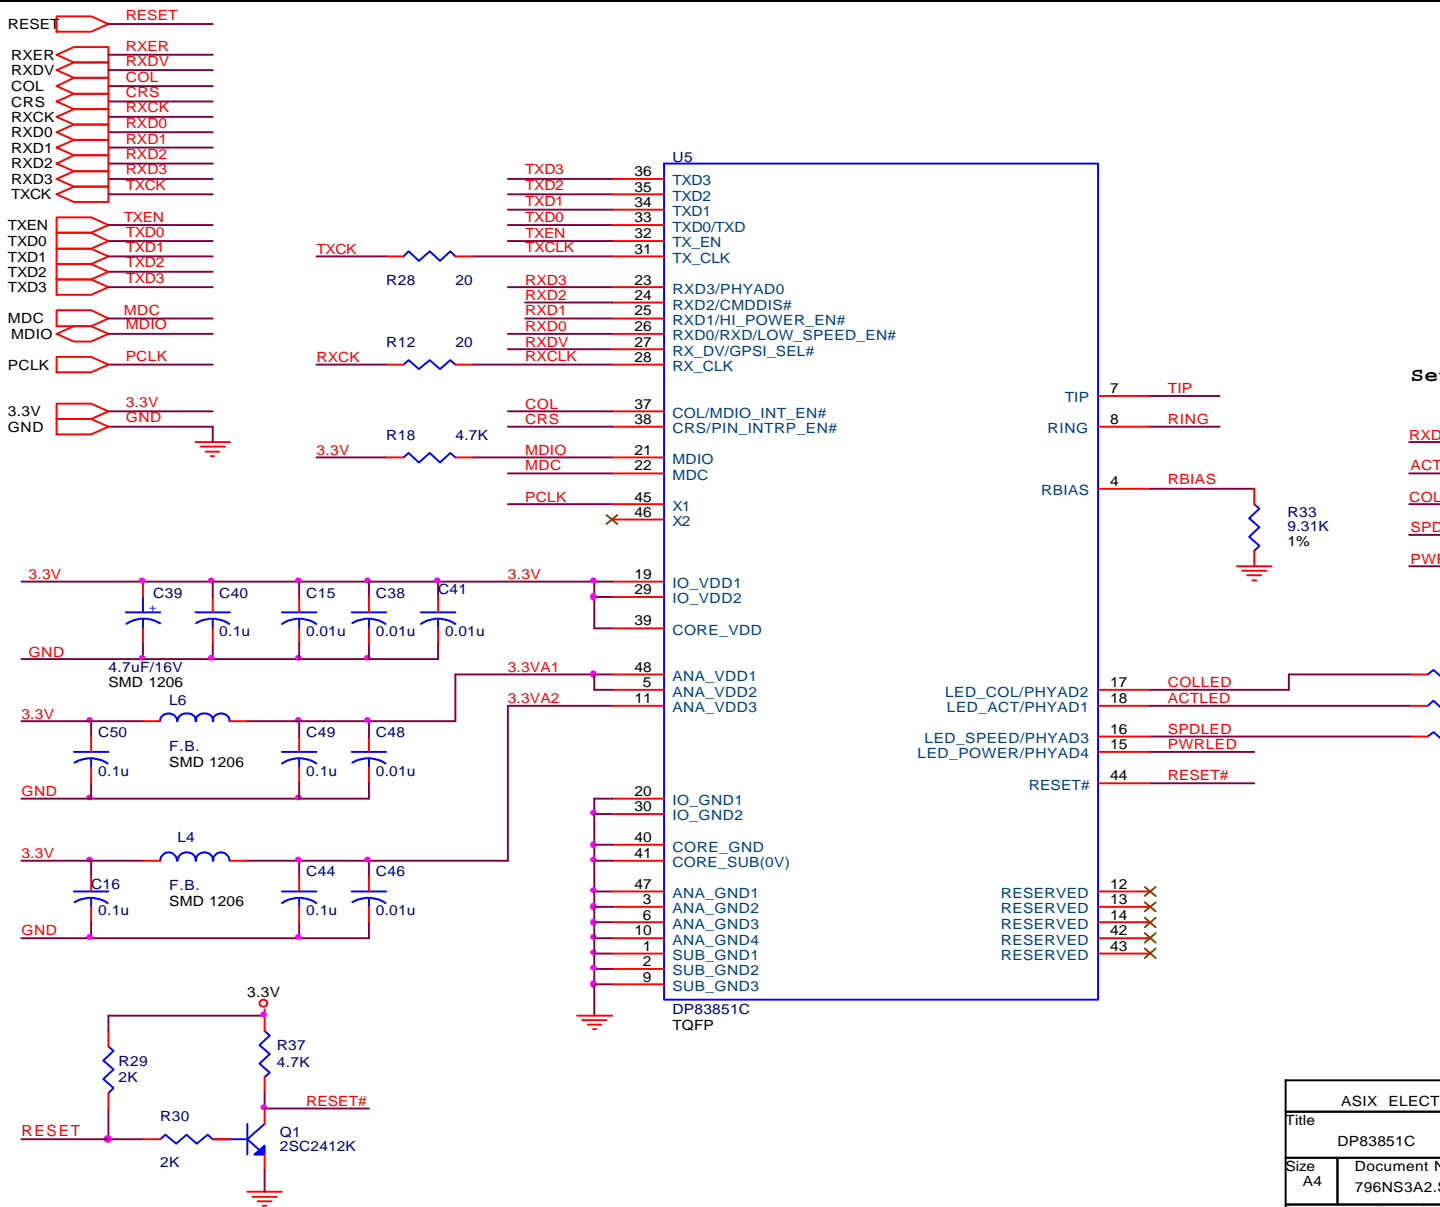 RESET RESET
RXER RXER
RXDV RXDV
COL COL
CRS CRS
RXCK RXCK
RXD0 RXD0
RXD1 RXD1
RXD2 RXD2
RXD3 RXD3
TXCK TXCK
TXEN TXEN
TXD0 TXD0
TXD1 TXD1
TXD2 TXD2
TXD3 TXD3
MDC MDC
MDIO MDIO
PCLK PCLK
3.3V 3.3V
GND GND
U5
TXD3 36 TXD3
TXD2 35 TXD2
TXD1 34 TXD1
TXD0 33 TXD0/TXD
TXEN 32 TX_EN
TXCK TXCLK 31 TX_CLK
R28 20
RXD3 23 RXD3/PHYAD0
RXD2 24 RXD2/CMDDIS#
RXD1 25 RXD1/HI_POWER_EN#
RXD0 26 RXD0/RXD/LOW_SPEED_EN#
RXDV 27 RX_DV/GPSI_SEL#
R12 20
RXCK RXCLK 28 RX_CLK
COL 37 COL/MDIO_INT_EN#
CRS 38 CRS/PIN_INTRP_EN#
R18 4.7K
3.3V MDIO 21 MDIO
MDC 22 MDC
PCLK 45 X1
46 X2
TIP 7 TIP
RING 8 RING
RBIAS 4 RBIAS
R33
9.31K
1%
3.3V 3.3V 19 IO_VDD1
29 IO_VDD2
39 CORE_VDD
C39 C40 C15 C38 C41
0.1u 0.01u 0.01u 0.01u
GND
4.7uF/16V
SMD 1206
3.3VA1 48 ANA_VDD1
5 ANA_VDD2
3.3VA2 11 ANA_VDD3
L6
3.3V
C50 F.B. C49 C48
SMD 1206
0.1u 0.1u 0.01u
GND
L4
3.3V
C16 F.B. C44 C46
SMD 1206
0.1u 0.1u 0.01u
GND
LED_COL/PHYAD2 17 COLLED
LED_ACT/PHYAD1 18 ACTLED
LED_SPEED/PHYAD3 16 SPDLED
LED_POWER/PHYAD4 15 PWRLED
RESET# 44 RESET#
20 IO_GND1
30 IO_GND2
40 CORE_GND
41 CORE_SUB(0V)
47 ANA_GND1
3 ANA_GND2
6 ANA_GND3
10 ANA_GND4
1 SUB_GND1
2 SUB_GND2
9 SUB_GND3
RESERVED 12
RESERVED 13
RESERVED 14
RESERVED 42
RESERVED 43
DP83851C
TQFP
3.3V
R29
2K
R37
4.7K
RESET#
RESET
R30
2K
Q1
2SC2412K
Se
RXD
ACT
COL
SPD
PWR
ASIX ELECT
Title
DP83851C
Size
A4
Document N
796NS3A2.S